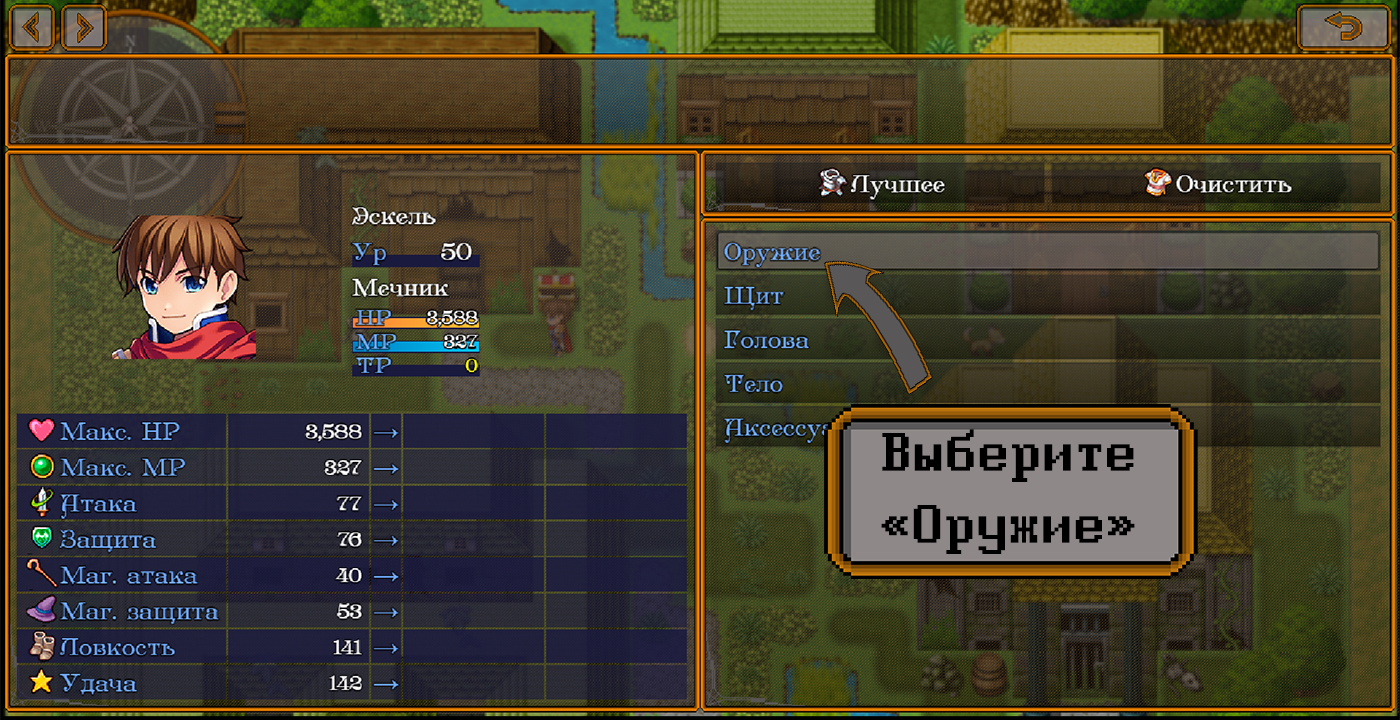 N
Лучшее Очистить
Эскель
Ур 50
Мечник
HP 3,588
MP 327
TP 0
Оружие
Щит
Голова
Тело
Выберите
«Оружие»
Макс. HP 3,588 →
Макс. MP 327 →
Атака 77 →
Защита 76 →
Маг. атака 40 →
Маг. защита 53 →
Ловкость 141 →
Удача 142 →